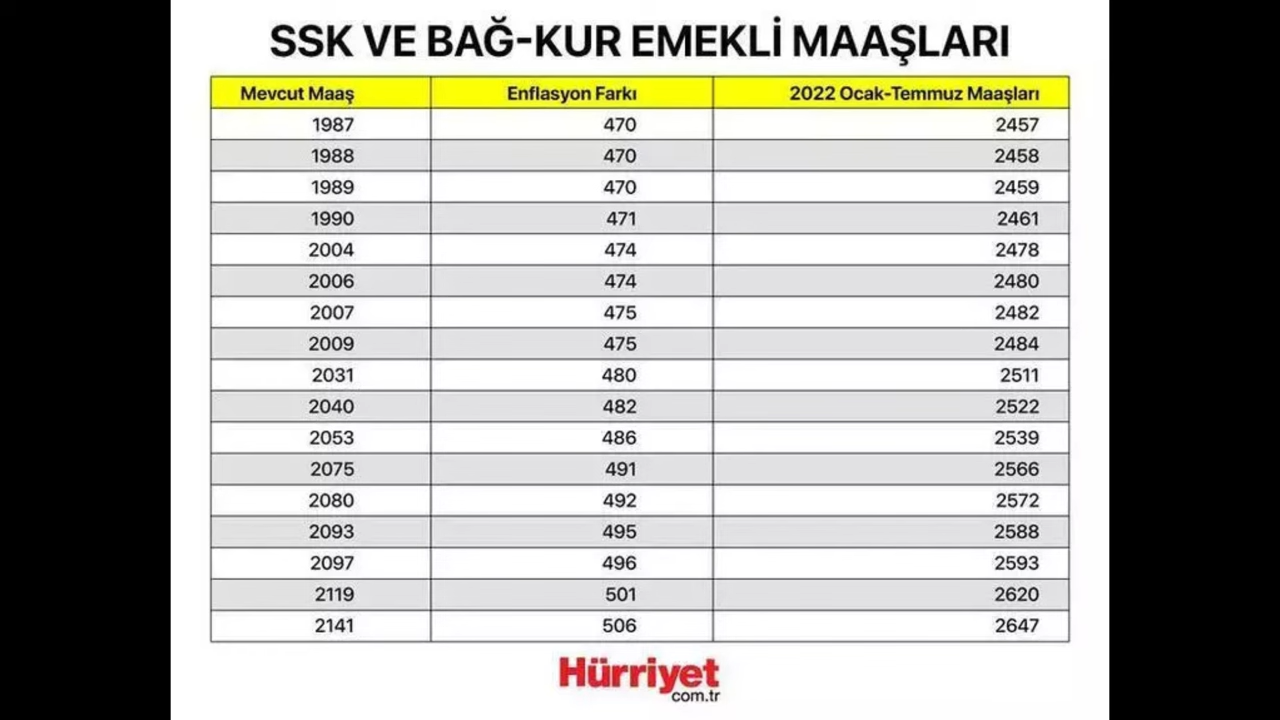 SSK VE BAĞ-KUR EMEKLİ MAAŞLARI
Mevcut Maaş Enflasyon Farkı 2022 Ocak-Temmuz Maaşları
1987 470 2457
1988 470 2458
1989 470 2459
1990 471 2461
2004 474 2478
2006 474 2480
2007 475 2482
2009 475 2484
2031 480 2511
2040 482 2522
2053 486 2539
2075 491 2566
2080 492 2572
2093 495 2588
2097 496 2593
2119 501 2620
2141 506 2647
Hürriyet
com.tr